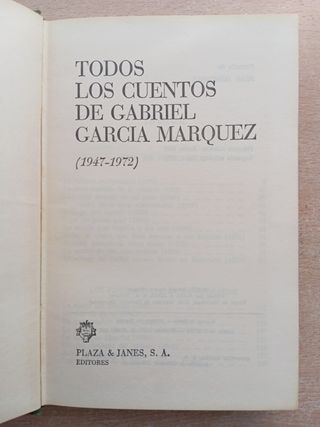 TODOS
LOS CUENTOS
DE GABRIEL
GARCIA MARQUEZ
(1947-1972)
PLAZA & JANES, S. A.
EDITORES